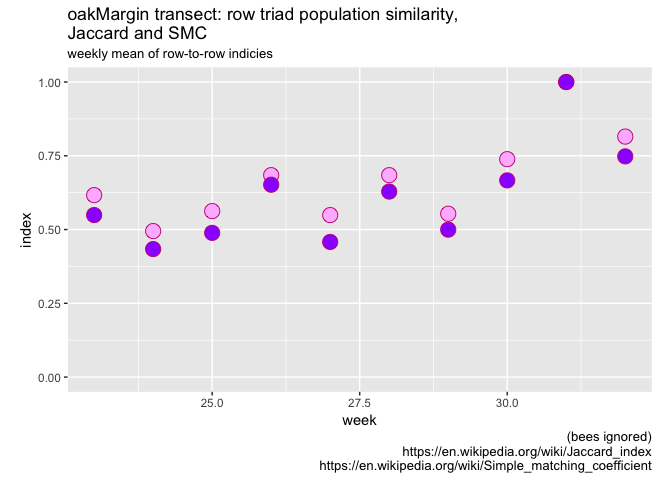 oakMargin transect: row triad population similarity,
Jaccard and SMC
weekly mean of row-to-row indicies
1.00
0.75
0.50
0.25
0.00
index
25.0 27.5 30.0
week
(bees ignored)
https://en.wikipedia.org/wiki/Jaccard_index
https://en.wikipedia.org/wiki/Simple_matching_coefficient